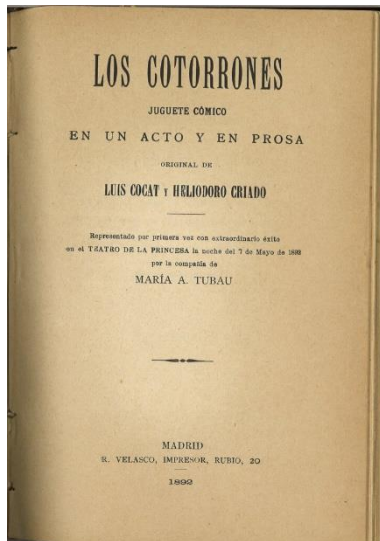 LOS COTORRONES
JUGUETE CÓMICO
EN UN ACTO Y EN PROSA
ORIGINAL DE
LUIS COCAT Y HELIODORO CRIADO
Representado por primera vez con extraordinario éxito
en el TEATRO DE LA PRINCESA la noche del 7 de Mayo de 1892
por la compañía de
MARÍA A. TUBAU
MADRID
R. VELASCO, IMPRESOR, RUBIO, 20
1892